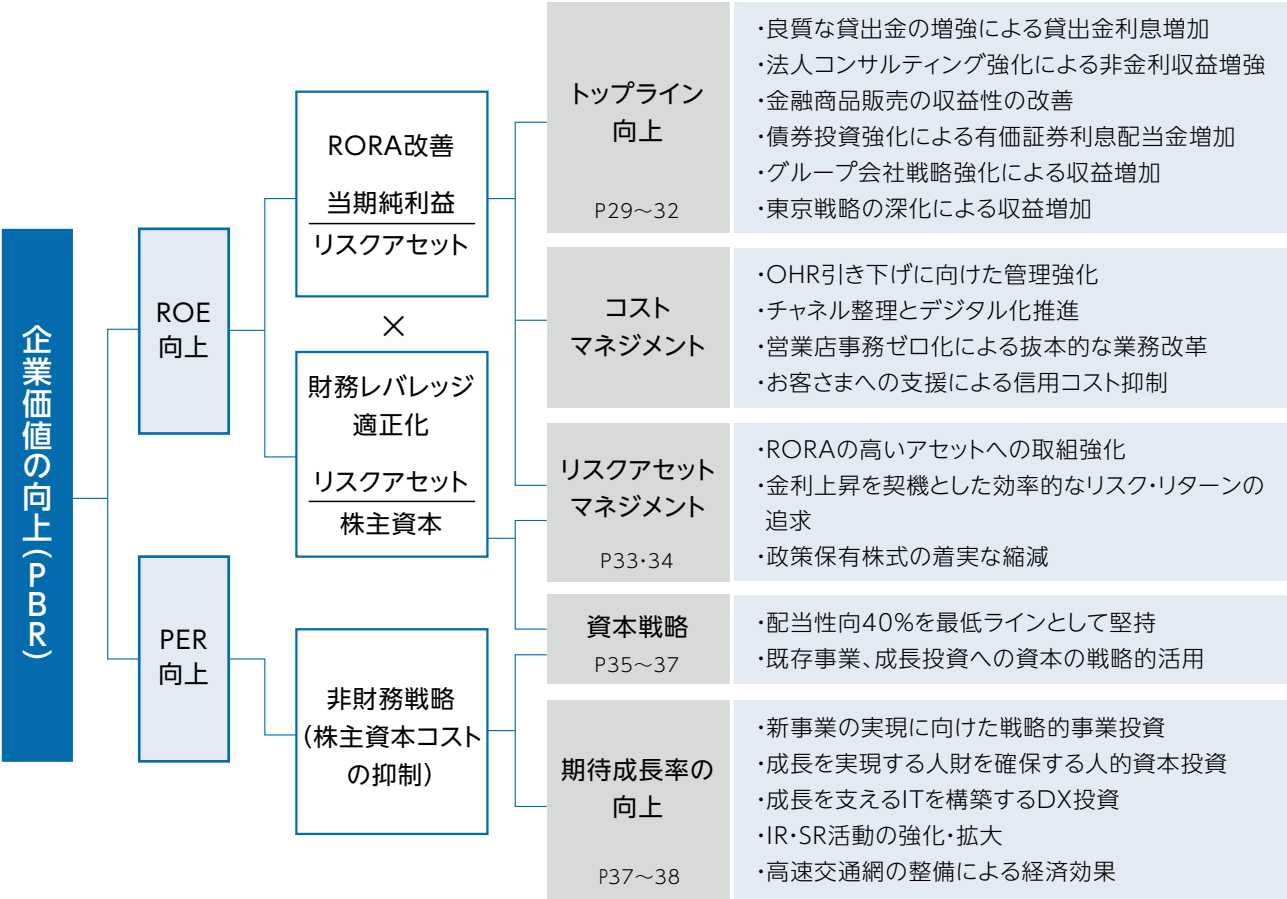 企業価値の向上(PBR)
ROE
向上
PER
向上
RORA改善
当期純利益
リスクアセット
×
財務レバレッジ
適正化
リスクアセット
株主資本
非財務戦略
(株主資本コスト
の抑制)
トップライン
向上
P29～32
・良質な貸出金の増強による貸出金利息増加
・法人コンサルティング強化による非金利収益増強
・金融商品販売の収益性の改善
・債券投資強化による有価証券利息配当金増加
・グループ会社戦略強化による収益増加
・東京戦略の深化による収益増加
コスト
マネジメント
・OHR引き下げに向けた管理強化
・チャネル整理とデジタル化推進
・営業店事務ゼロ化による抜本的な業務改革
・お客さまへの支援による信用コスト抑制
リスクアセット
マネジメント
P33・34
・RORAの高いアセットへの取組強化
・金利上昇を契機とした効率的なリスク・リターンの
追求
・政策保有株式の着実な縮減
資本戦略
P35～37
・配当性向40%を最低ラインとして堅持
・既存事業、成長投資への資本の戦略的活用
期待成長率の
向上
P37～38
・新事業の実現に向けた戦略的事業投資
・成長を実現する人財を確保する人的資本投資
・成長を支えるITを構築するDX投資
・IR・SR活動の強化・拡大
・高速交通網の整備による経済効果